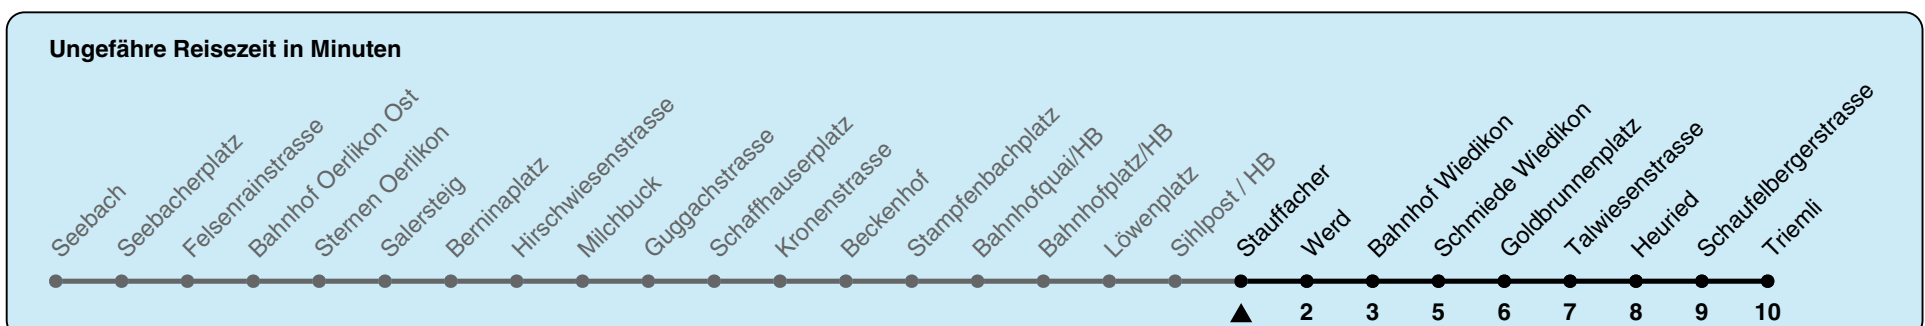 Ungefähre Reisezeit in Minuten
Seebach
Seebacherplatz
Felsenrainstrasse
Bahnhof Oerlikon Ost
Sternen Oerlikon
Salersteig
Berninaplatz
Hirschwiesenstrasse
Milchbuck
Guggachstrasse
Schaffhauserplatz
Kronenstrasse
Beckenhof
Stampfenbachplatz
Bahnhofquai/HB
Bahnhofplatz/HB
Löwenplatz
Sihlpost / HB
Stauffacher
Werd
Bahnhof Wiedikon
Schmiede Wiedikon
Goldbrunnenplatz
Talwiesenstrasse
Heuried
Schaufelbergerstrasse
Triemli
2 3 5 6 7 8 9 10